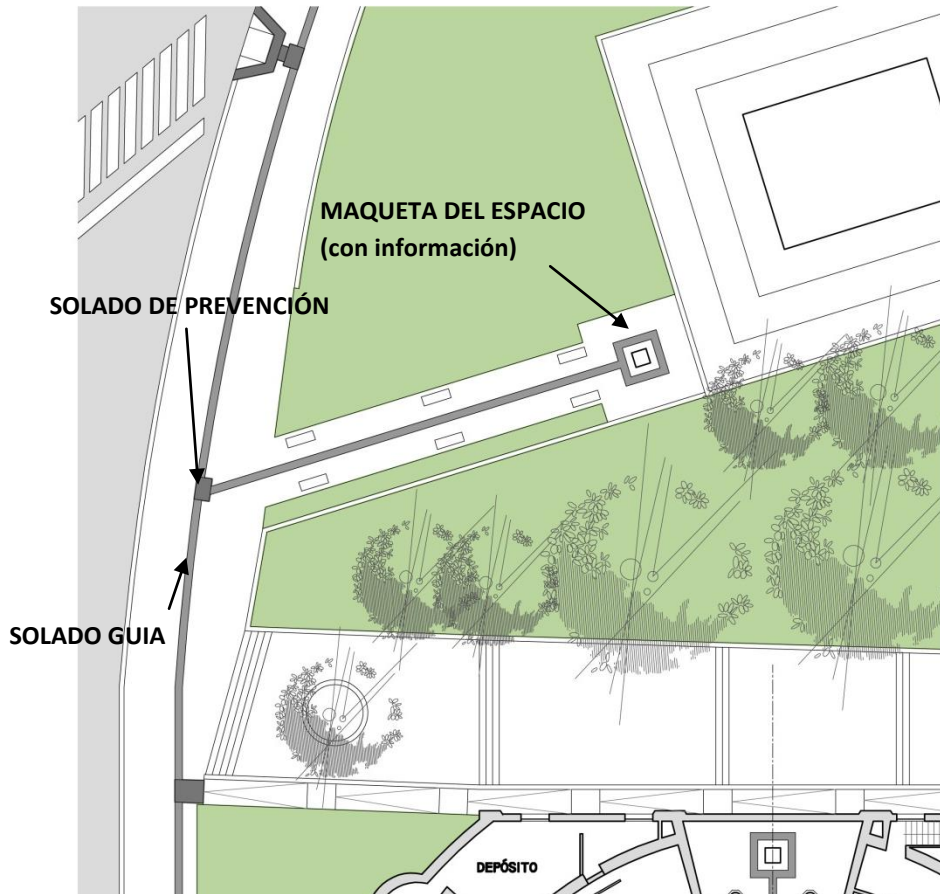 MAQUETA DEL ESPACIO
(con información)
SOLADO DE PREVENCIÓN
SOLADO GUIA
DEPÓSITO